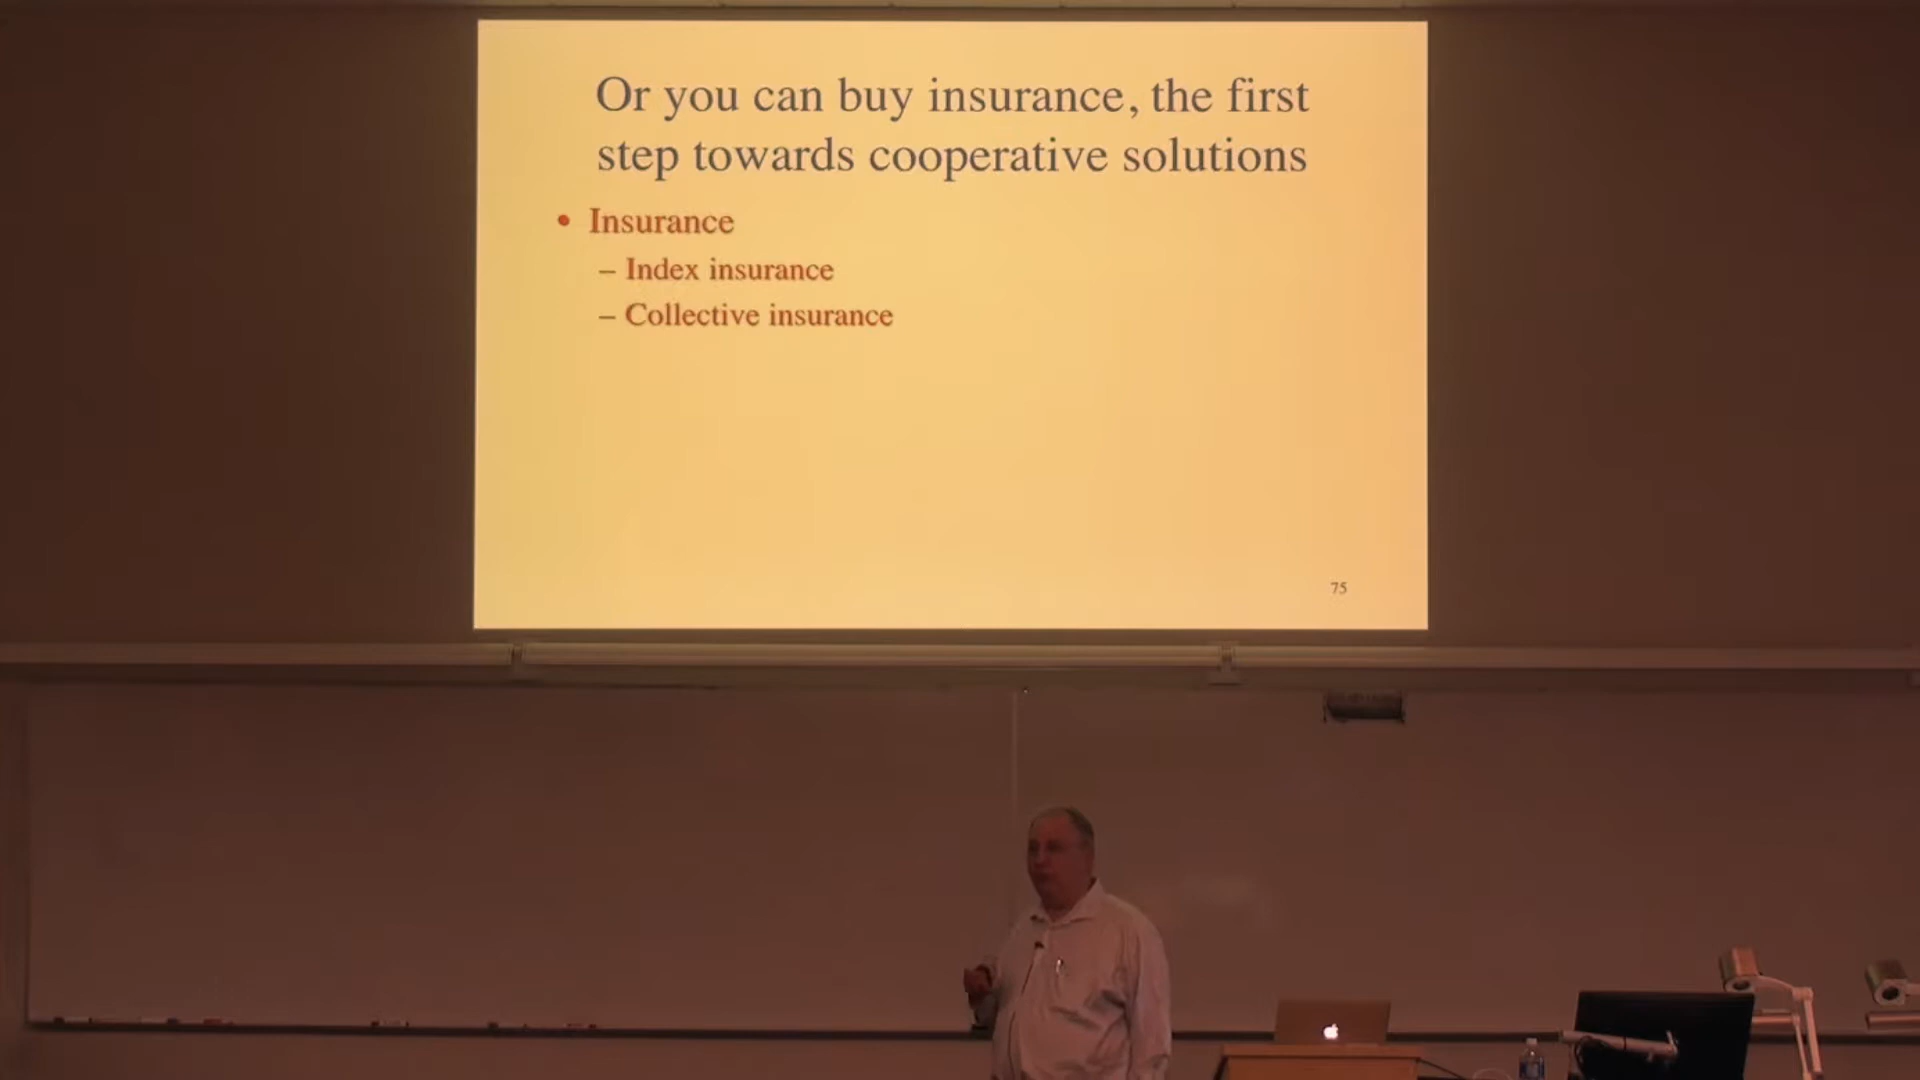 Or you can buy insurance, the first
step towards cooperative solutions
• Insurance
– Index insurance
– Collective insurance
75